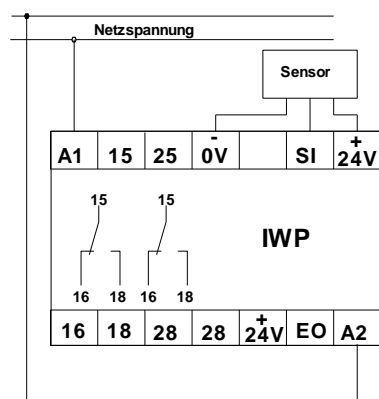 Netzspannung
Sensor
A1 15 25 - 0V SI + 24V
15 15
IWP
16 18 16 18
16 18 28 28 + 24V EO A2